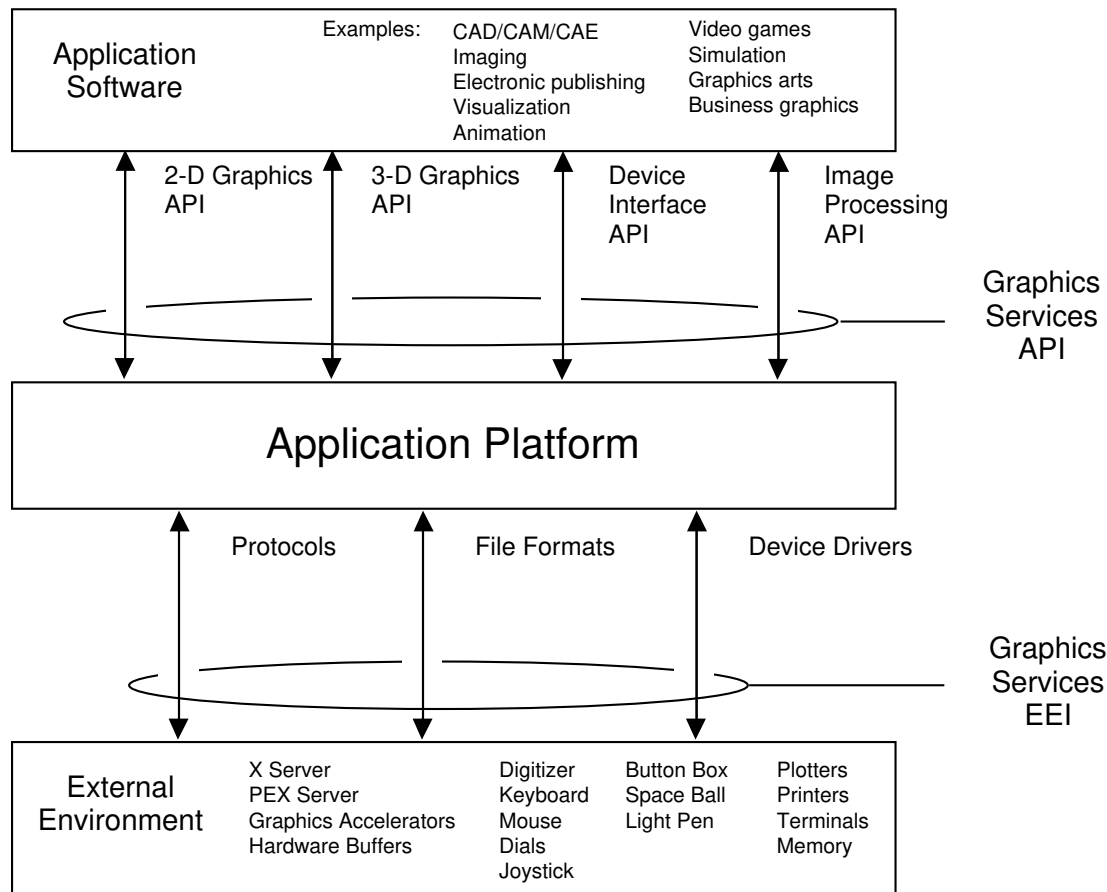 Application
Software
Examples:
CAD/CAM/CAE
Imaging
Electronic publishing
Visualization
Animation
Video games
Simulation
Graphics arts
Business graphics
2-D Graphics
API
3-D Graphics
API
Device
Interface
API
Image
Processing
API
Graphics
Services
API
Application Platform
Protocols
File Formats
Device Drivers
Graphics
Services
EEI
External
Environment
X Server
PEX Server
Graphics Accelerators
Hardware Buffers
Digitizer
Keyboard
Mouse
Dials
Joystick
Button Box
Space Ball
Light Pen
Plotters
Printers
Terminals
Memory